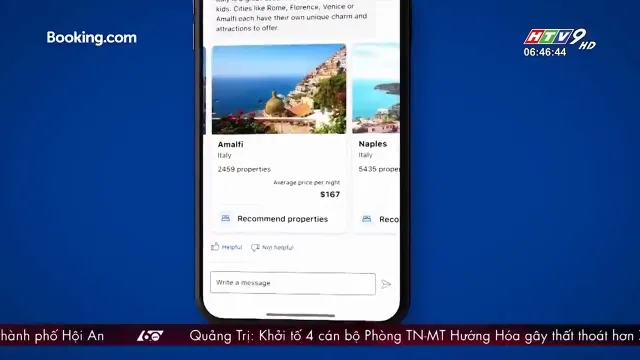 Booking.com
HTV9 HD
06:46:44
kids. Cities like Rome, Florence, Venice or
Amalfi each have their own unique charm and
attractions to offer.
Amalfi
Italy
2459 properties
Average price per night
$167
Recommend properties
Naples
Italy
5435 proper
Reco
Helpful
Not helpful
Write a message
hành phố Hội An
60
Quảng Trị: Khởi tố 4 cán bộ Phòng TN-MT Hướng Hóa gây thất thoát hơn